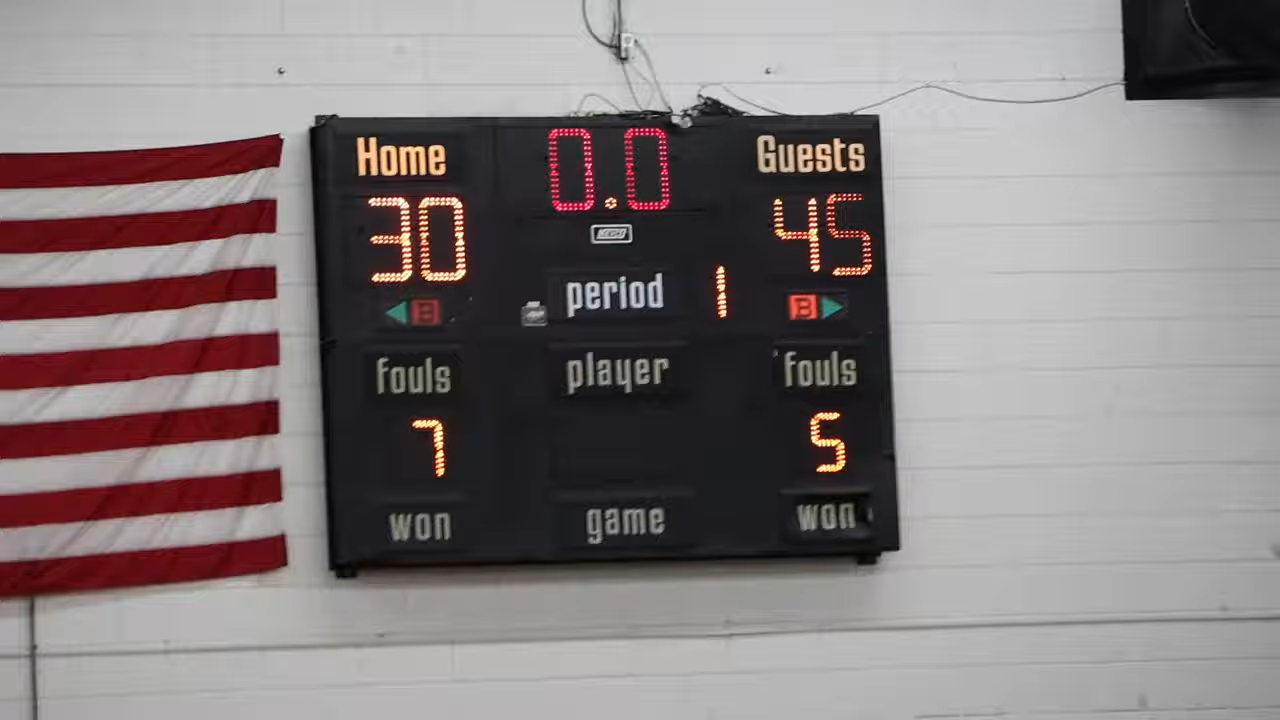 Home 0.0 Guests
30 45
B period 1 B
fouls player fouls
7 5
won game won